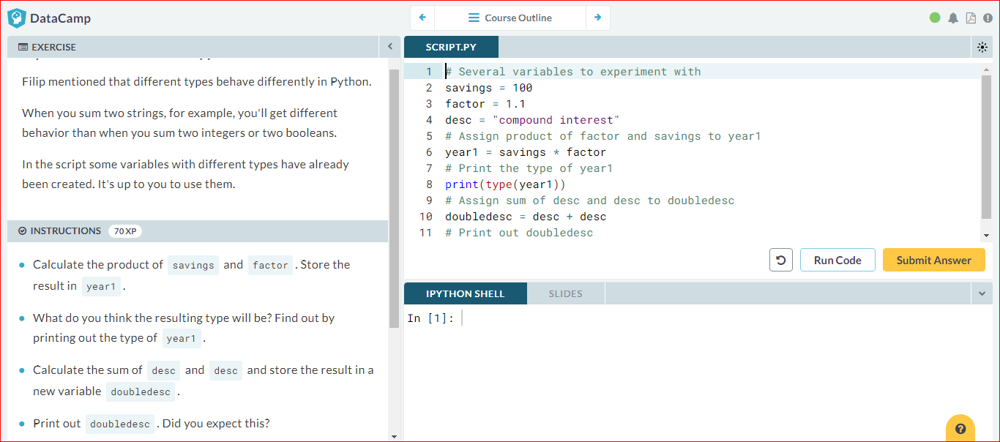 DataCamp
Course Outline
EXERCISE
Filip mentioned that different types behave differently in Python.
When you sum two strings, for example, you'll get different
behavior than when you sum two integers or two booleans.
In the script some variables with different types have already
been created. It's up to you to use them.
INSTRUCTIONS 70 XP
Calculate the product of savings and factor . Store the
result in year1 .
What do you think the resulting type will be? Find out by
printing out the type of year1 .
Calculate the sum of desc and desc and store the result in a
new variable doubledesc .
Print out doubledesc . Did you expect this?
SCRIPT.PY
1 # Several variables to experiment with
2 savings = 100
3 factor = 1.1
4 desc = "compound interest"
5 # Assign product of factor and savings to year1
6 year1 = savings * factor
7 # Print the type of year1
8 print(type(year1))
9 # Assign sum of desc and desc to doubledesc
10 doubledesc = desc + desc
11 # Print out doubledesc
Run Code
Submit Answer
IPYTHON SHELL
SLIDES
In [1]: